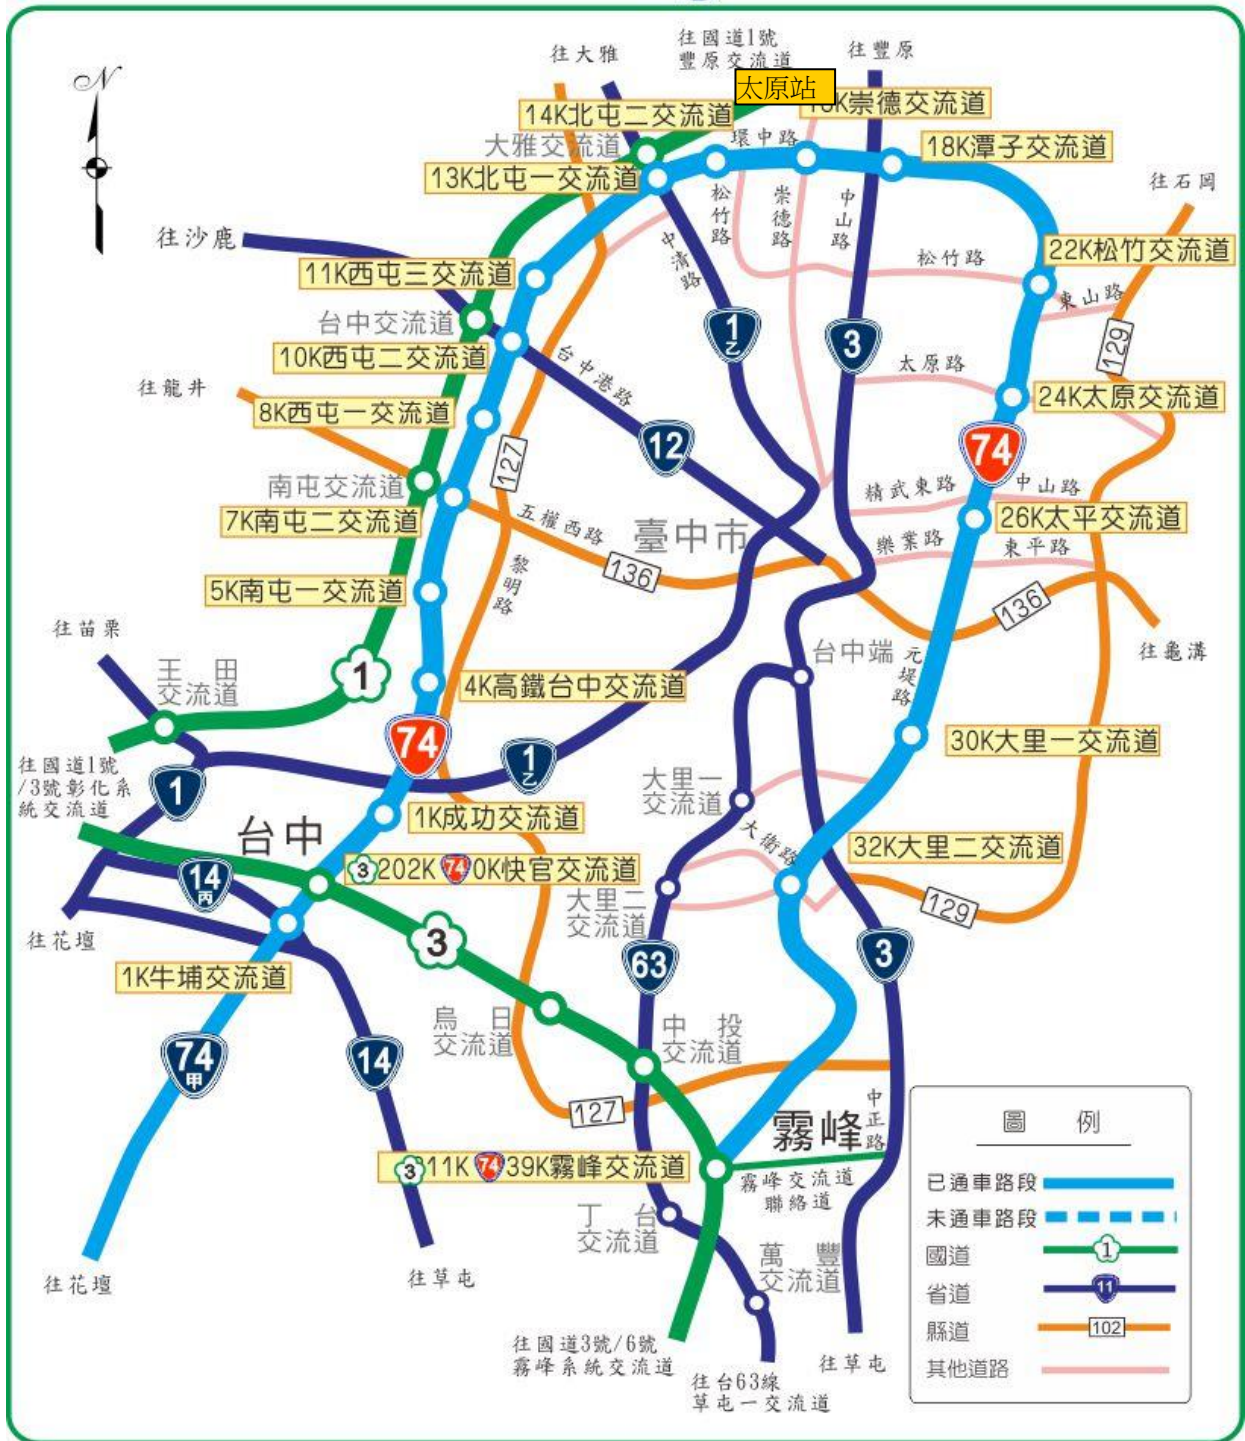 N
往大雅
往國道1號
豐原交流道
往豐原
太原站
14K北屯二交流道
崇德交流道
大雅交流道
環中路
18K潭子交流道
13K北屯一交流道
往石岡
松竹路
崇德路
中山路
往沙鹿
中清路
松竹路
22K松竹交流道
11K西屯三交流道
東山路
台中交流道
1乙
3
129
10K西屯二交流道
台中港路
太原路
往龍井
24K太原交流道
8K西屯一交流道
12
74
127
南屯交流道
精武東路
中山路
7K南屯二交流道
五權西路
臺中市
26K太平交流道
樂業路
東平路
136
黎明路
5K南屯一交流道
136
往苗栗
台中端
元堤路
往龜溝
王田
交流道
1
4K高鐵台中交流道
74
30K大里一交流道
往國道1號
/3號彰化系
統交流道
1
1乙
大里一
交流道
1K成功交流道
台中
大衛路
32K大里二交流道
3 202K 74 0K快官交流道
14丙
大里二
交流道
129
往花壇
3
63
3
1K牛埔交流道
烏日
交流道
中投
交流道
74甲
14
127
中正路
霧峰
圖例
3 11K 74 39K霧峰交流道
霧峰交流道
聯絡道
已通車路段
未通車路段
丁台
交流道
國道 1
萬豐
交流道
往花壇
往草屯
省道 11
縣道 102
往國道3號/6號
霧峰系統交流道
往草屯
其他道路
往台63線
草屯一交流道